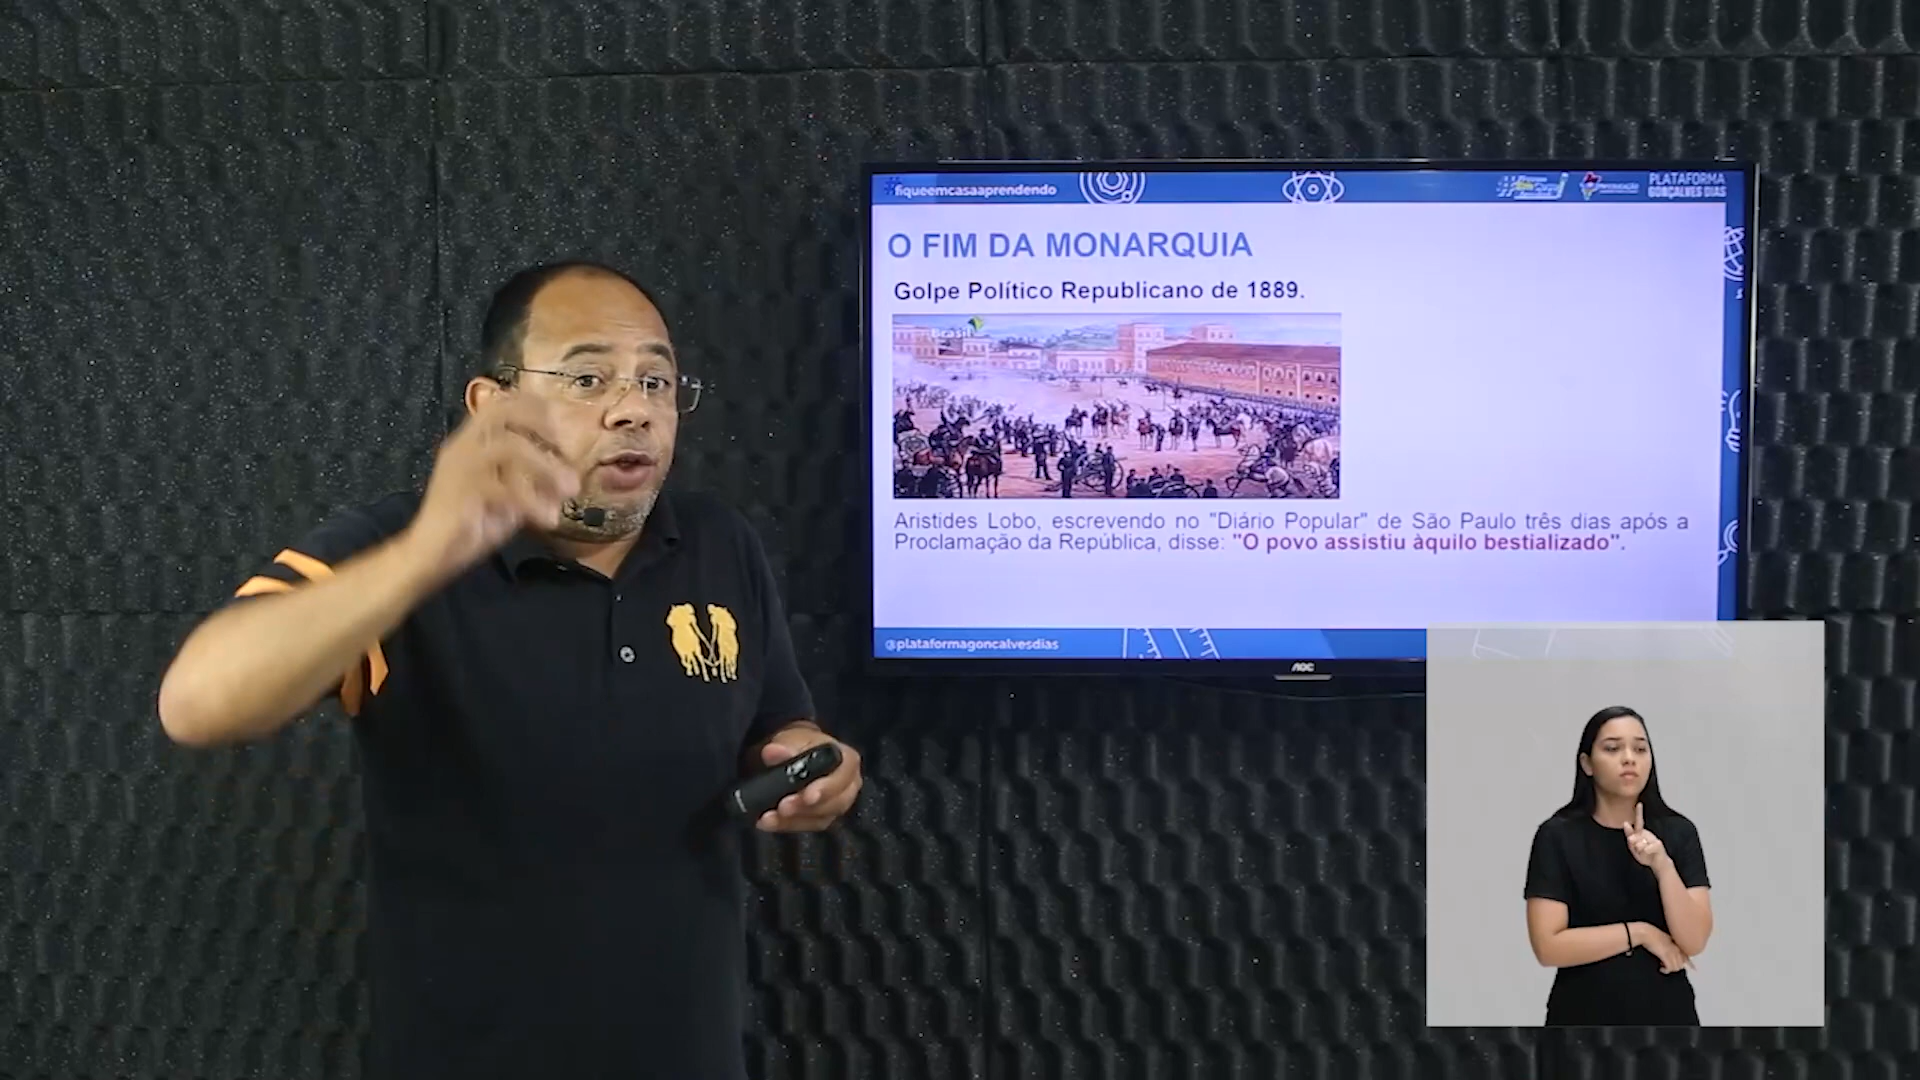 #fiqueemcasaaprendendo
PLATAFORMA
GONÇALVES DIAS
O FIM DA MONARQUIA
Golpe Político Republicano de 1889.
Brasil
Aristides Lobo, escrevendo no "Diário Popular" de São Paulo três dias após a
Proclamação da República, disse: "O povo assistiu àquilo bestializado".
@plataformagoncalvesdias
AOC